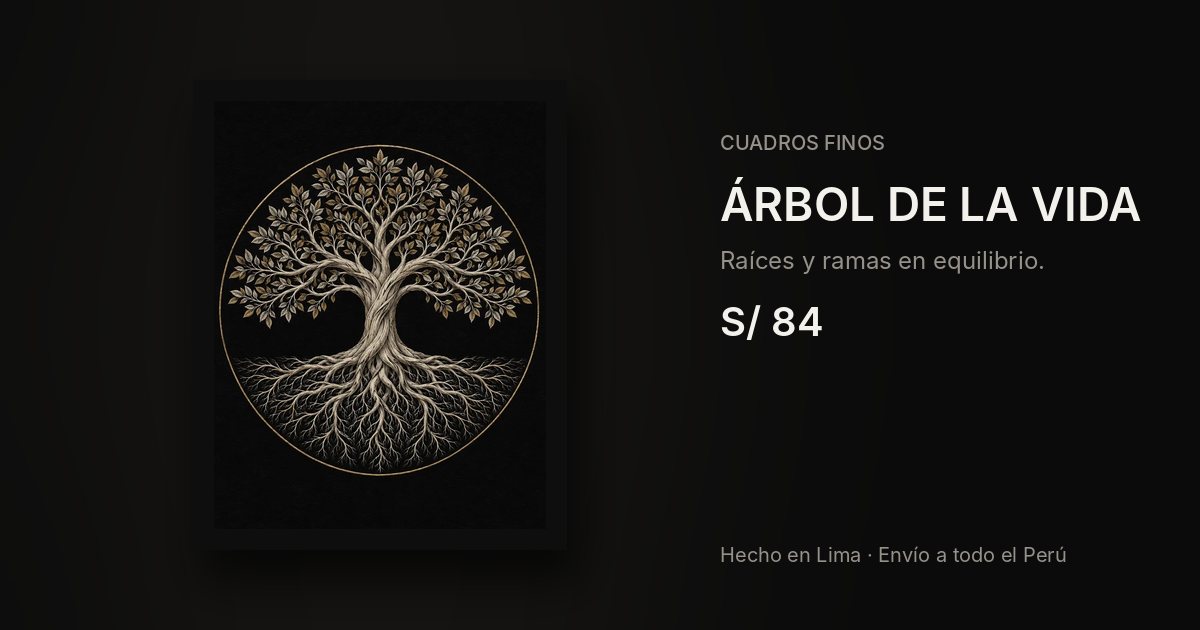 CUADROS FINOS
ÁRBOL DE LA VIDA
Raíces y ramas en equilibrio.
S/ 84
Hecho en Lima · Envío a todo el Perú